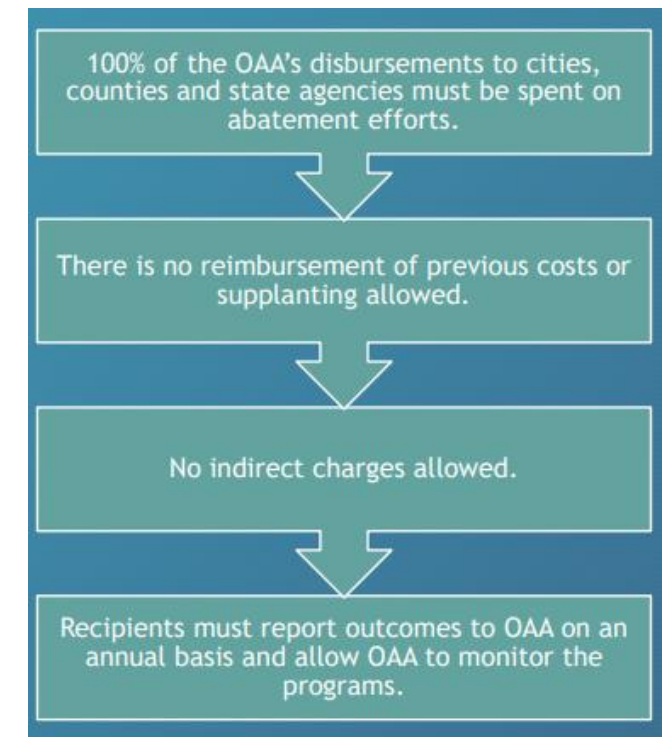 100% of the OAA's disbursements to cities,
counties and state agencies must be spent on
abatement efforts.
There is no reimbursement of previous costs or
supplanting allowed.
No indirect charges allowed.
Recipients must report outcomes to OAA on an
annual basis and allow OAA to monitor the
programs.